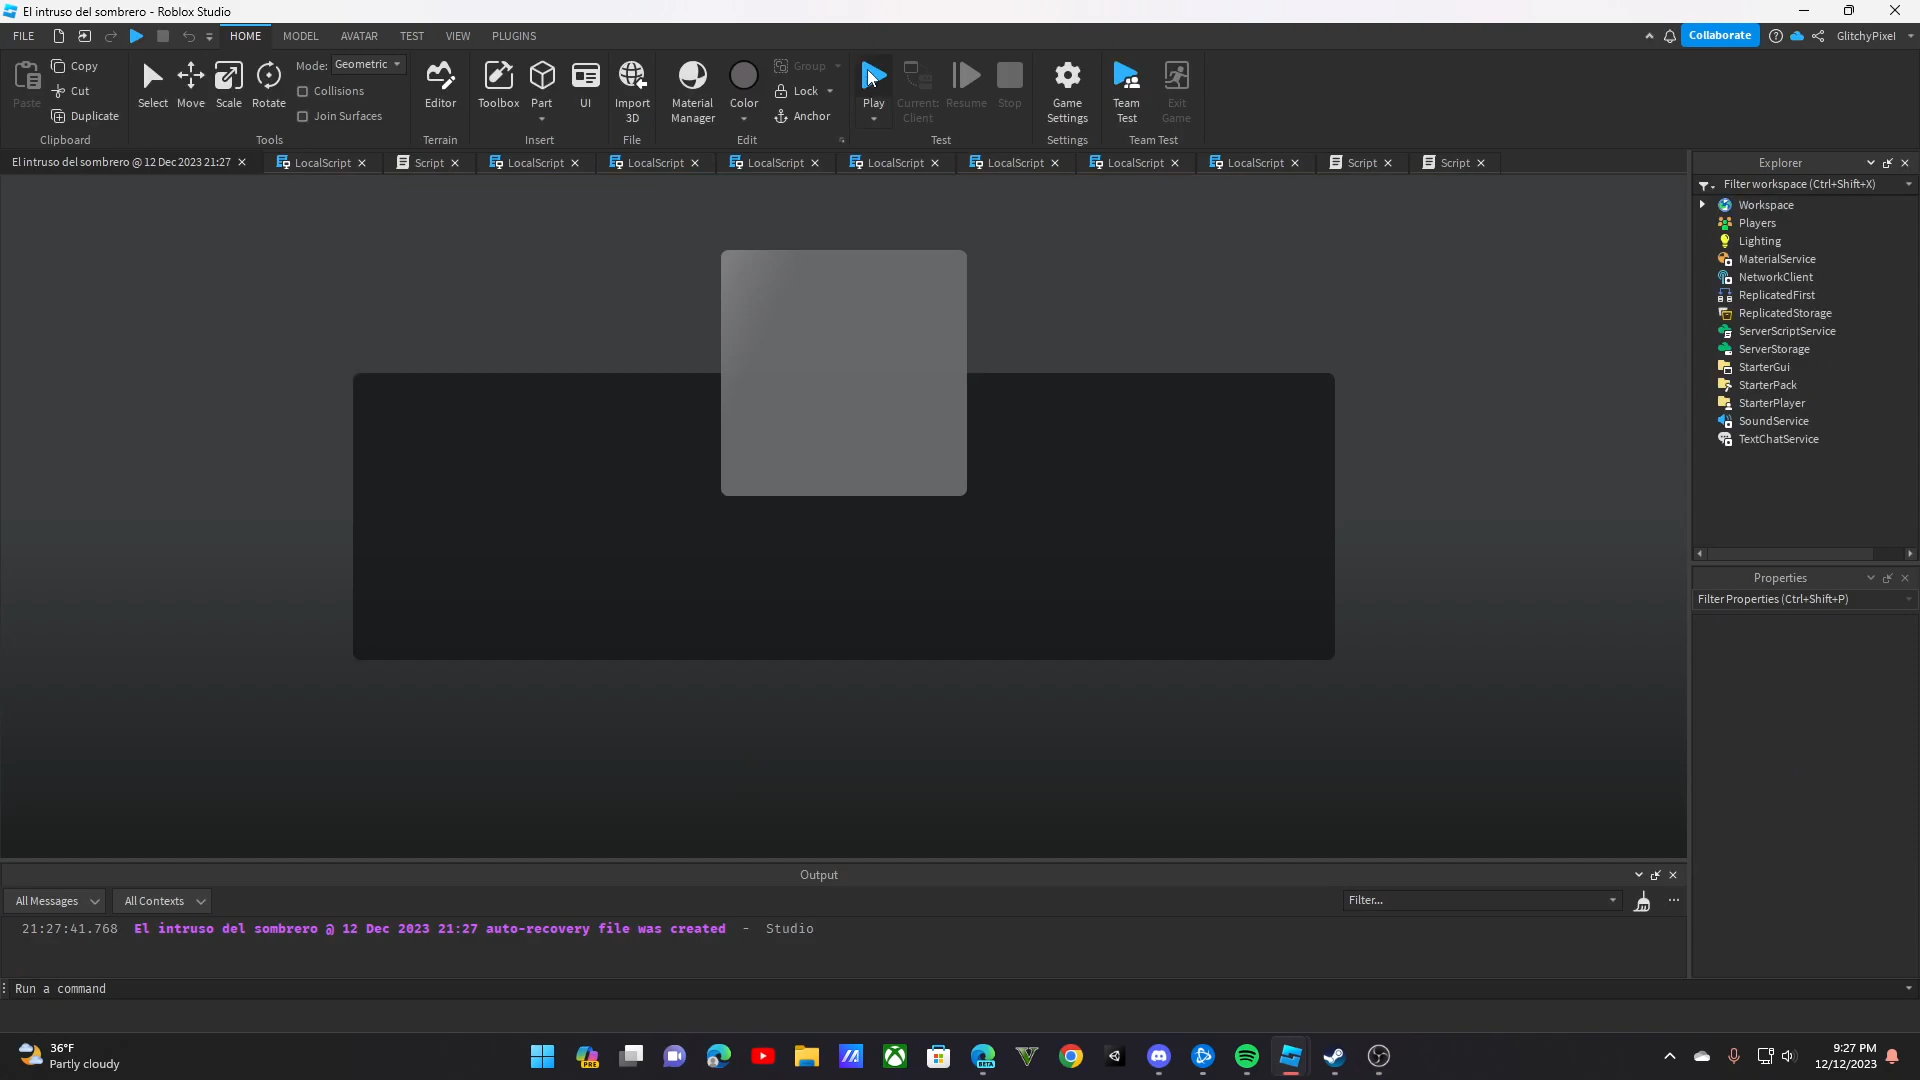 El intruso del sombrero - Roblox Studio
FILE HOME MODEL AVATAR TEST VIEW PLUGINS Collaborate GlitchyPixel
Paste
Copy
Cut
Duplicate
Clipboard
Select Move Scale Rotate
Mode: Geometric
Collisions
Join Surfaces
Tools
Editor
Terrain
Toolbox Part UI
Insert
Import
3D
File
Material
Manager
Color
Group
Lock
Anchor
Edit
Play
Current:
Client
Resume Stop
Test
Game
Settings
Settings
Team
Test
Exit
Game
Team Test
El intruso del sombrero @ 12 Dec 2023 21:27 LocalScript Script LocalScript LocalScript LocalScript LocalScript LocalScript LocalScript LocalScript Script Script
Explorer
Filter workspace (Ctrl+Shift+X)
Workspace
Players
Lighting
MaterialService
NetworkClient
ReplicatedFirst
ReplicatedStorage
ServerScriptService
ServerStorage
StarterGui
StarterPack
StarterPlayer
SoundService
TextChatService
Properties
Filter Properties (Ctrl+Shift+P)
Output
All Messages All Contexts Filter...
21:27:41.768 El intruso del sombrero @ 12 Dec 2023 21:27 auto-recovery file was created - Studio
Run a command
36°F
Partly cloudy
PRE
BETA
9:27 PM
12/12/2023